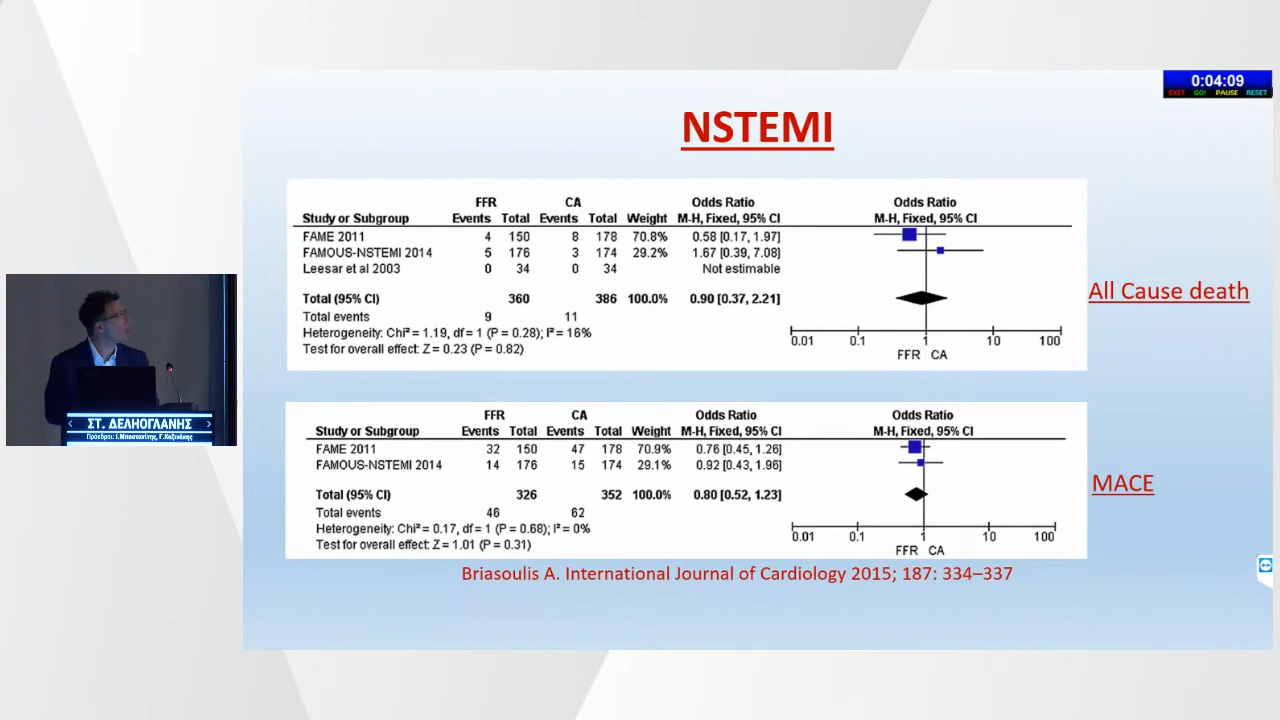 0:04:09
EXIT GO! PAUSE RESET
NSTEMI
FFR CA Odds Ratio Odds Ratio
Study or Subgroup Events Total Events Total Weight M-H, Fixed, 95% CI M-H, Fixed, 95% CI
FAME 2011 4 150 8 178 70.8% 0.58 [0.17, 1.97]
FAMOUS-NSTEMI 2014 5 176 3 174 29.2% 1.67 [0.39, 7.08]
Leesar et al 2003 0 34 0 34 Not estimable
Total (95% CI) 360 386 100.0% 0.90 [0.37, 2.21]
Total events 9 11
Heterogeneity: Chi² = 1.19, df = 1 (P = 0.28); I² = 16%
Test for overall effect: Z = 0.23 (P = 0.82)
0.01 0.1 1 10 100
FFR CA
All Cause death
FFR CA Odds Ratio Odds Ratio
Study or Subgroup Events Total Events Total Weight M-H, Fixed, 95% CI M-H, Fixed, 95% CI
FAME 2011 32 150 47 178 70.9% 0.76 [0.45, 1.26]
FAMOUS-NSTEMI 2014 14 176 15 174 29.1% 0.92 [0.43, 1.96]
Total (95% CI) 326 352 100.0% 0.80 [0.52, 1.23]
Total events 46 62
Heterogeneity: Chi² = 0.17, df = 1 (P = 0.68); I² = 0%
Test for overall effect: Z = 1.01 (P = 0.31)
0.01 0.1 1 10 100
FFR CA
MACE
Briasoulis A. International Journal of Cardiology 2015; 187: 334–337
ΣΤ. ΔΕΛΗΟΓΛΑΝΗΣ
Πρόεδροι: Ι.Μποστανίτης, Γ.Καζινάκης